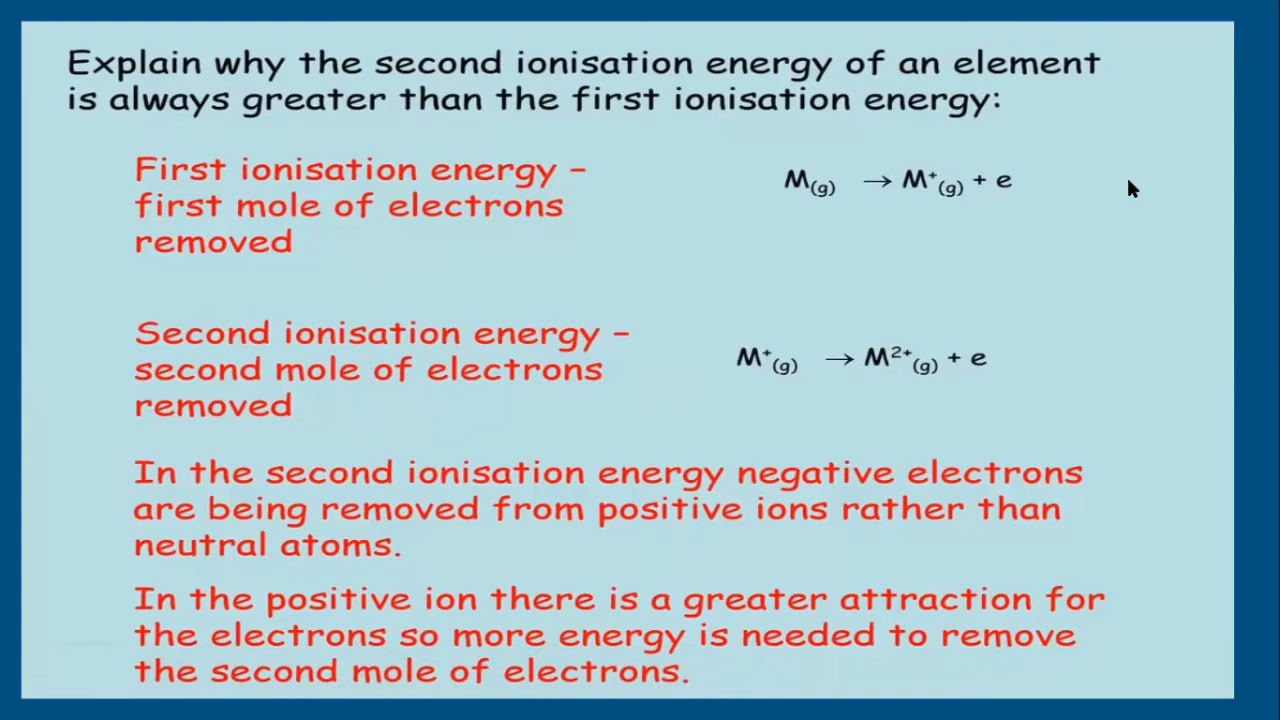 Explain why the second ionisation energy of an element
is always greater than the first ionisation energy:
First ionisation energy –
first mole of electrons
removed
M(g) → M⁺(g) + e
Second ionisation energy –
second mole of electrons
removed
M⁺(g) → M²⁺(g) + e
In the second ionisation energy negative electrons
are being removed from positive ions rather than
neutral atoms.
In the positive ion there is a greater attraction for
the electrons so more energy is needed to remove
the second mole of electrons.